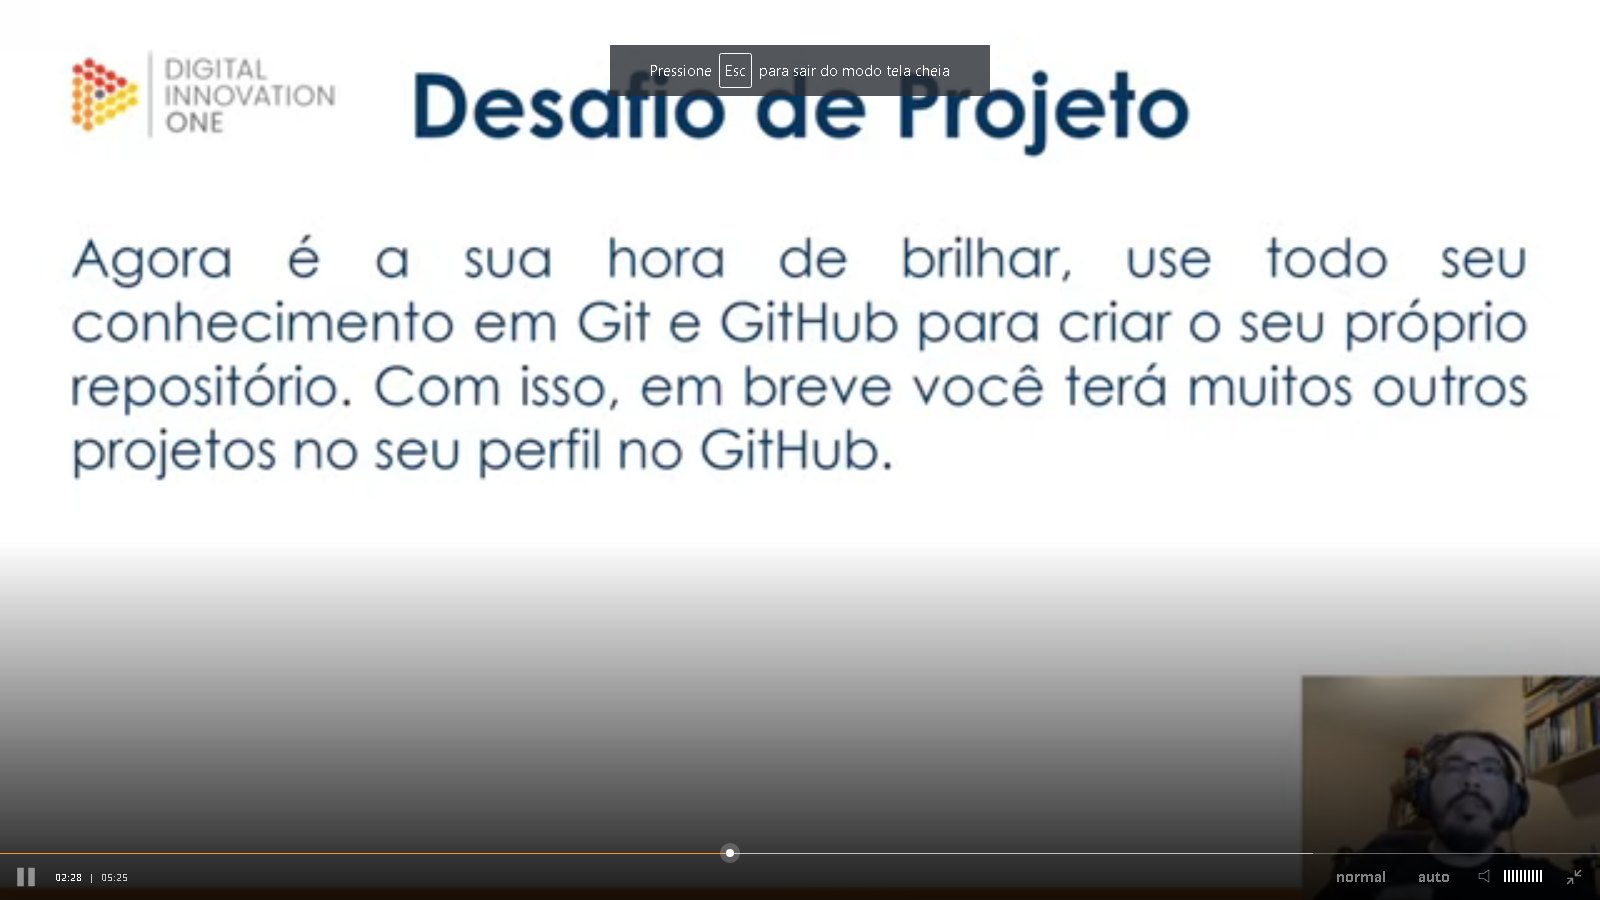 Pressione Esc para sair do modo tela cheia
DIGITAL
INNOVATION
ONE
Desafio de Projeto
Agora é a sua hora de brilhar, use todo seu
conhecimento em Git e GitHub para criar o seu próprio
repositório. Com isso, em breve você terá muitos outros
projetos no seu perfil no GitHub.
02:28 | 05:25
normal auto